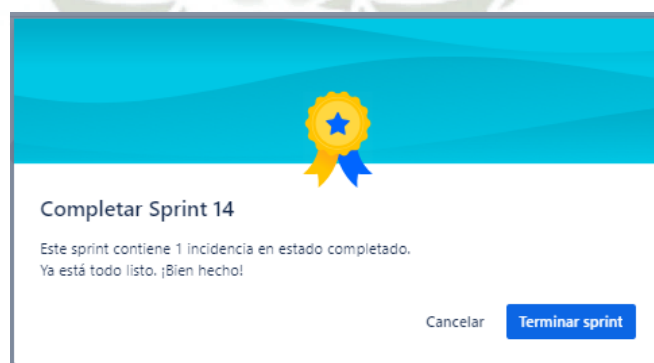 Completar Sprint 14
Este sprint contiene 1 incidencia en estado completado.
Ya está todo listo. ¡Bien hecho!
Cancelar
Terminar sprint